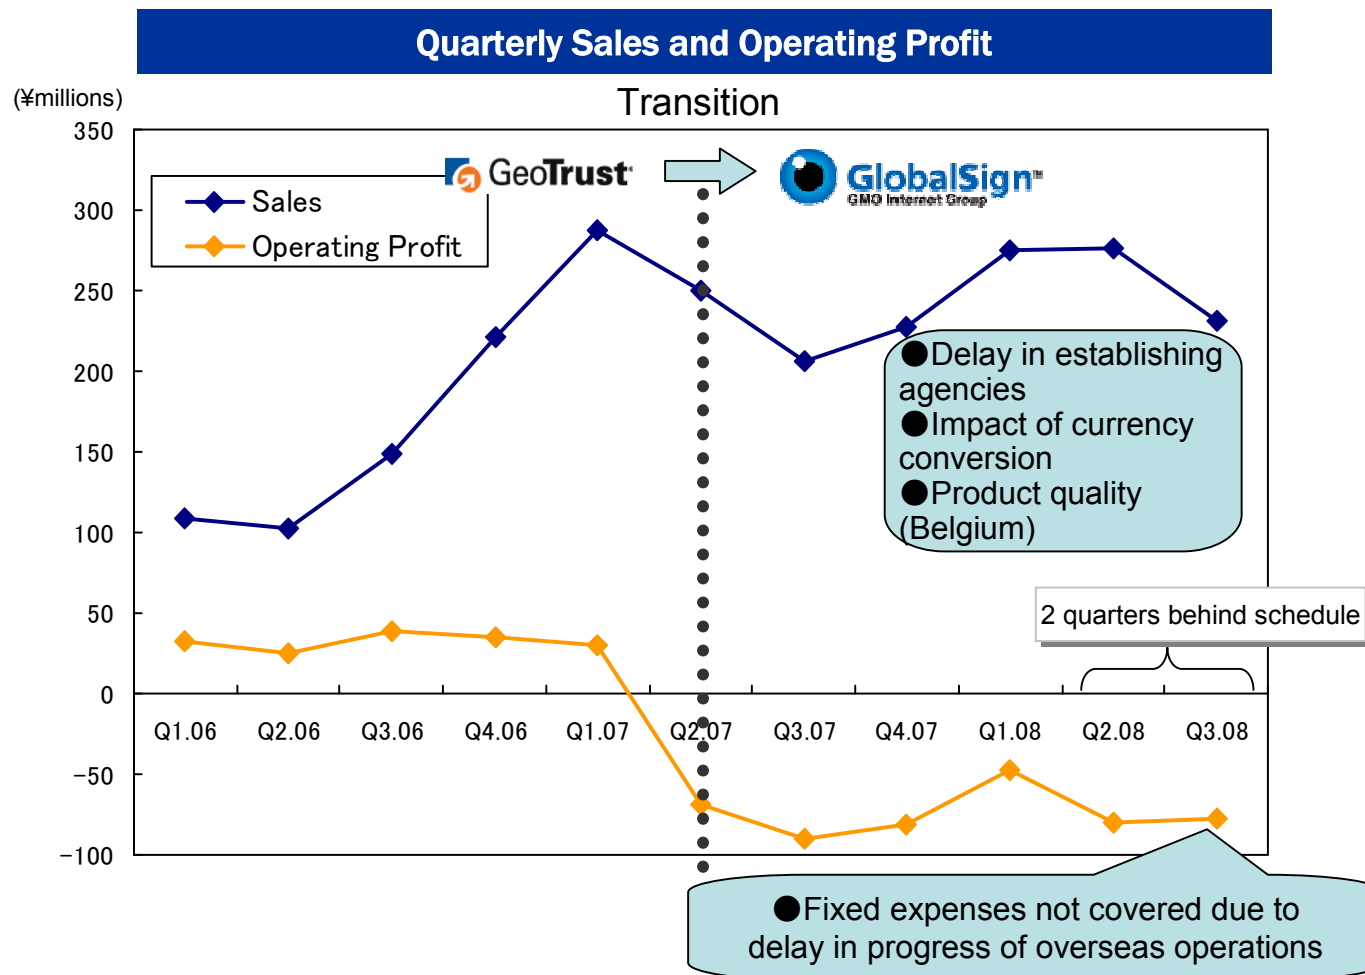 Quarterly Sales and Operating Profit
(¥millions)
Transition
350
300
250
200
150
100
50
0
-50
-100
GeoTrust
GlobalSign™
GMO Internet Group
Sales
Operating Profit
●Delay in establishing
agencies
●Impact of currency
conversion
●Product quality
(Belgium)
2 quarters behind schedule
Q1.06 Q2.06 Q3.06 Q4.06 Q1.07 Q2.07 Q3.07 Q4.07 Q1.08 Q2.08 Q3.08
●Fixed expenses not covered due to
delay in progress of overseas operations